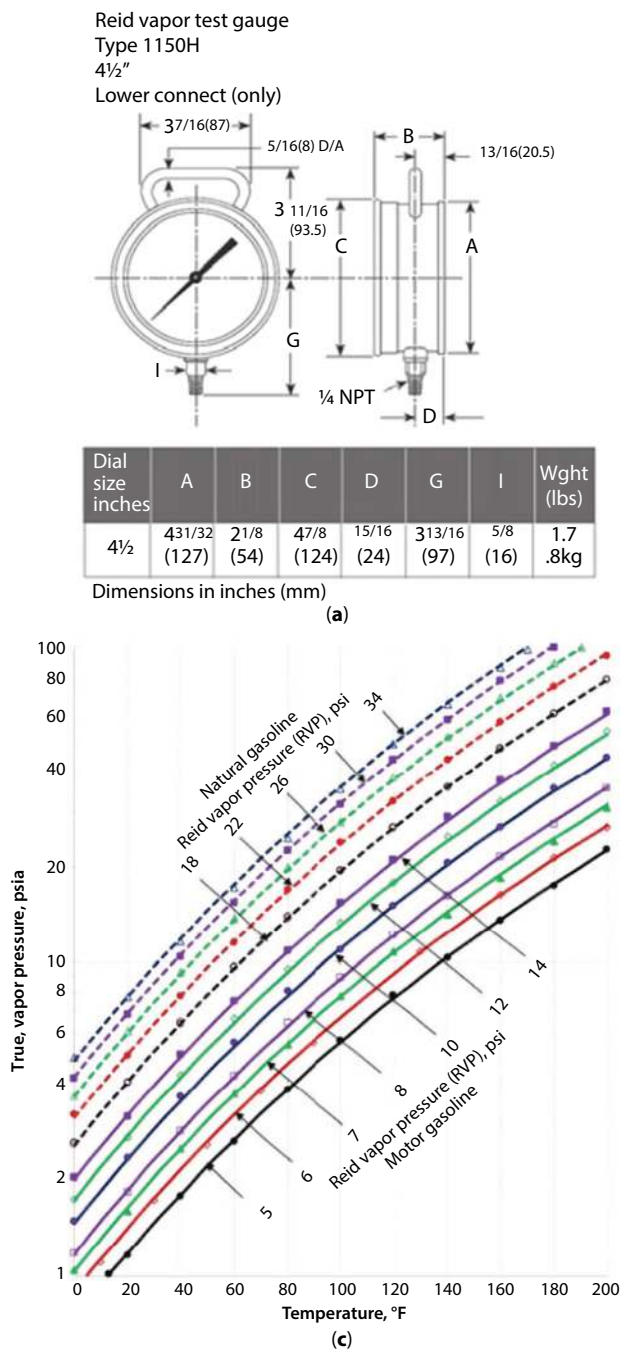 Reid vapor test gauge
Type 1150H
4½”
Lower connect (only)
37/16(87)
5/16(8) D/A
B
13/16(20.5)
3 11/16
(93.5)
C
A
G
I
¼ NPT
D
Dial size inches A B C D G I Wght (lbs)
4½ 431/32 (127) 21/8 (54) 47/8 (124) 15/16 (24) 313/16 (97) 5/8 (16) 1.7 .8kg
Dimensions in inches (mm)
(a)
100
80
60
40
20
10
8
6
4
2
1
True, vapor pressure, psia
Natural gasoline
Reid vapor pressure (RVP), psi
18
22
26
30
34
14
12
10
8
7
6
5
Reid vapor pressure (RVP), psi
Motor gasoline
0 20 40 60 80 100 120 140 160 180 200
Temperature, °F
(c)